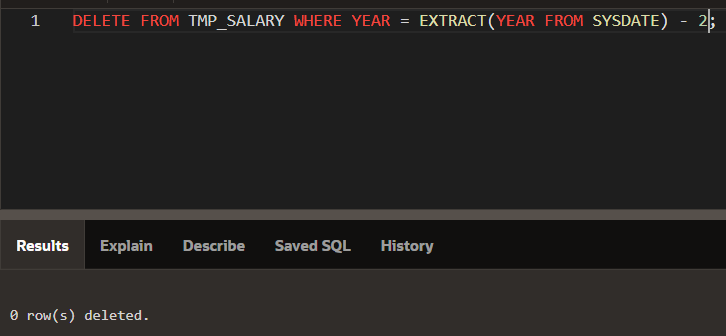 1 DELETE FROM TMP_SALARY WHERE YEAR = EXTRACT(YEAR FROM SYSDATE) - 2;
Results Explain Describe Saved SQL History
0 row(s) deleted.